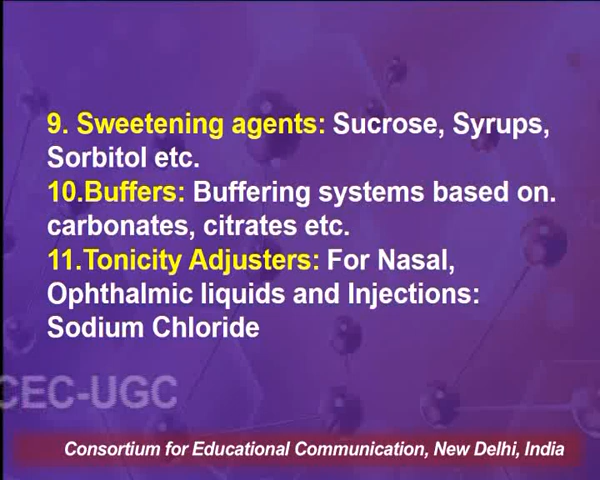 9. Sweetening agents: Sucrose, Syrups,
Sorbitol etc.
10.Buffers: Buffering systems based on.
carbonates, citrates etc.
11.Tonicity Adjusters: For Nasal,
Ophthalmic liquids and Injections:
Sodium Chloride
CEC-UGC
Consortium for Educational Communication, New Delhi, India